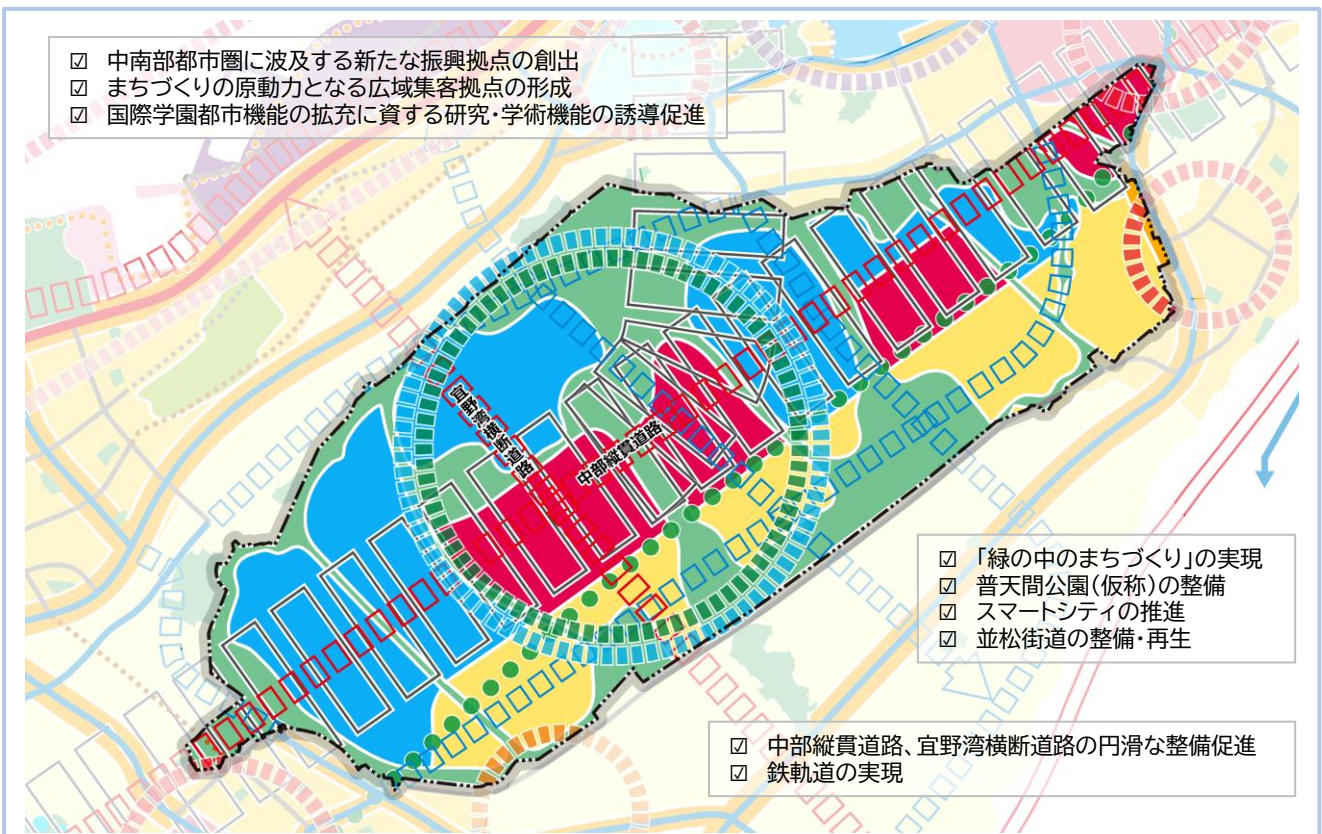 ☑ 中南部都市圏に波及する新たな振興拠点の創出
☑ まちづくりの原動力となる広域集客拠点の形成
☑ 国際学園都市機能の拡充に資する研究・学術機能の誘導促進
宜野湾横断道路
中部縦貫道路
☑ 「緑の中のまちづくり」の実現
☑ 普天間公園(仮称)の整備
☑ スマートシティの推進
☑ 並松街道の整備・再生
☑ 中部縦貫道路、宜野湾横断道路の円滑な整備促進
☑ 鉄軌道の実現